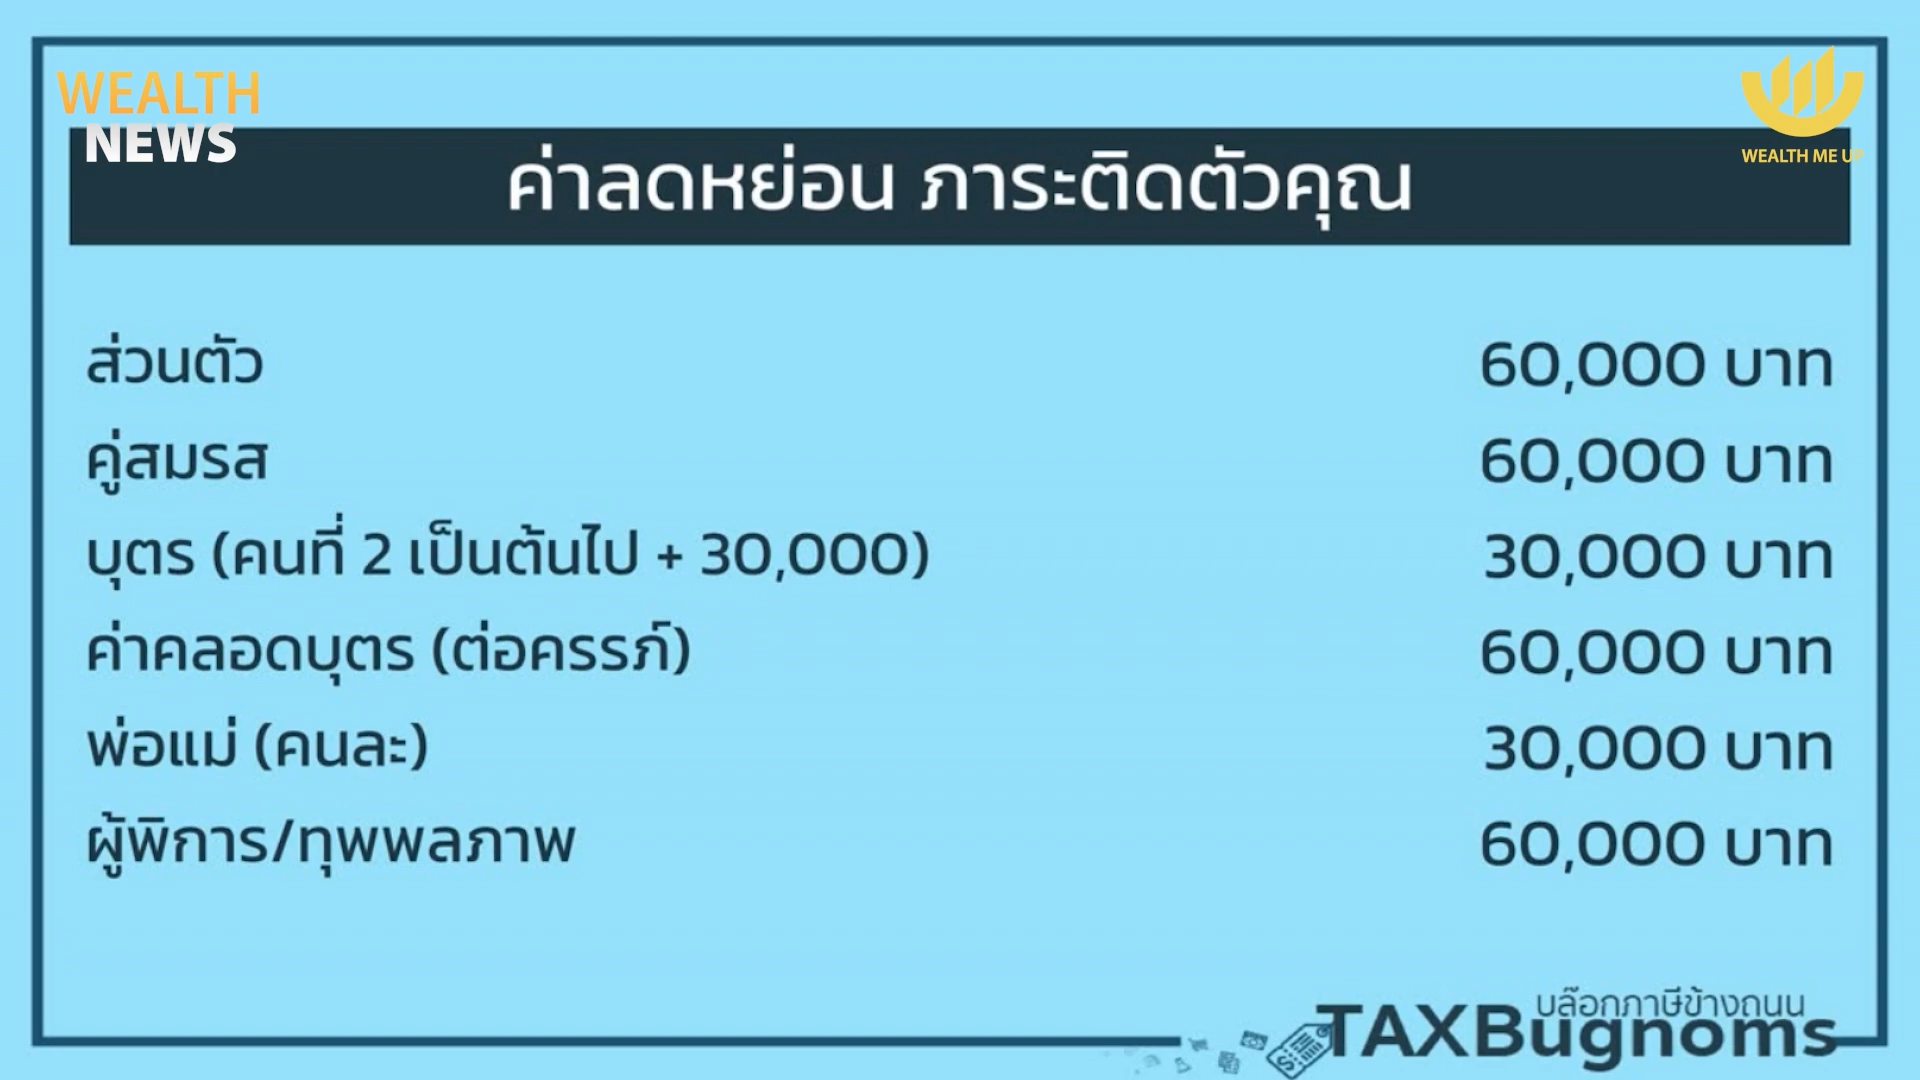 WEALTH
NEWS
WEALTH ME UP
ค่าลดหย่อน ภาระติดตัวคุณ
ส่วนตัว 60,000 บาท
คู่สมรส 60,000 บาท
บุตร (คนที่ 2 เป็นต้นไป + 30,000) 30,000 บาท
ค่าคลอดบุตร (ต่อครรภ์) 60,000 บาท
พ่อแม่ (คนละ) 30,000 บาท
ผู้พิการ/ทุพพลภาพ 60,000 บาท
บล๊อกภาษีข้างถนน
TAXBugnoms